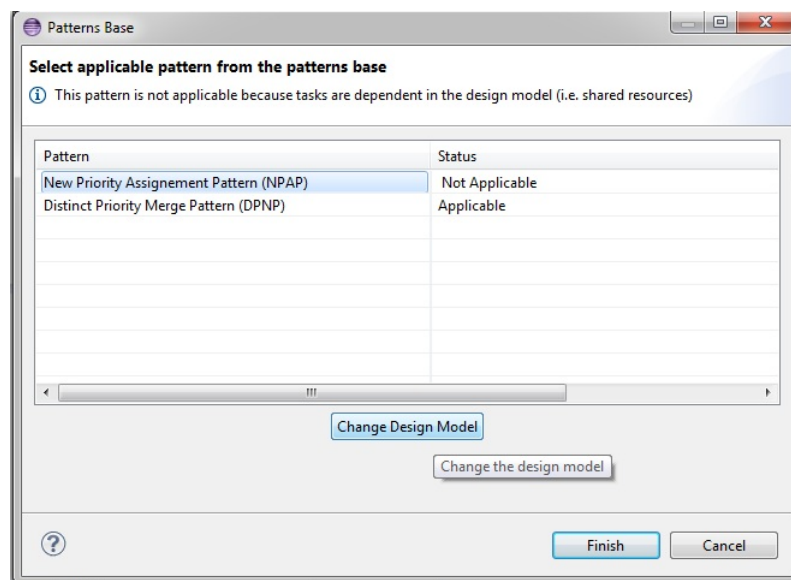 Patterns Base
Select applicable pattern from the patterns base
This pattern is not applicable because tasks are dependent in the design model (i.e. shared resources)
Pattern Status
New Priority Assignement Pattern (NPAP) Not Applicable
Distinct Priority Merge Pattern (DPNP) Applicable
Change Design Model
Change the design model
Finish Cancel